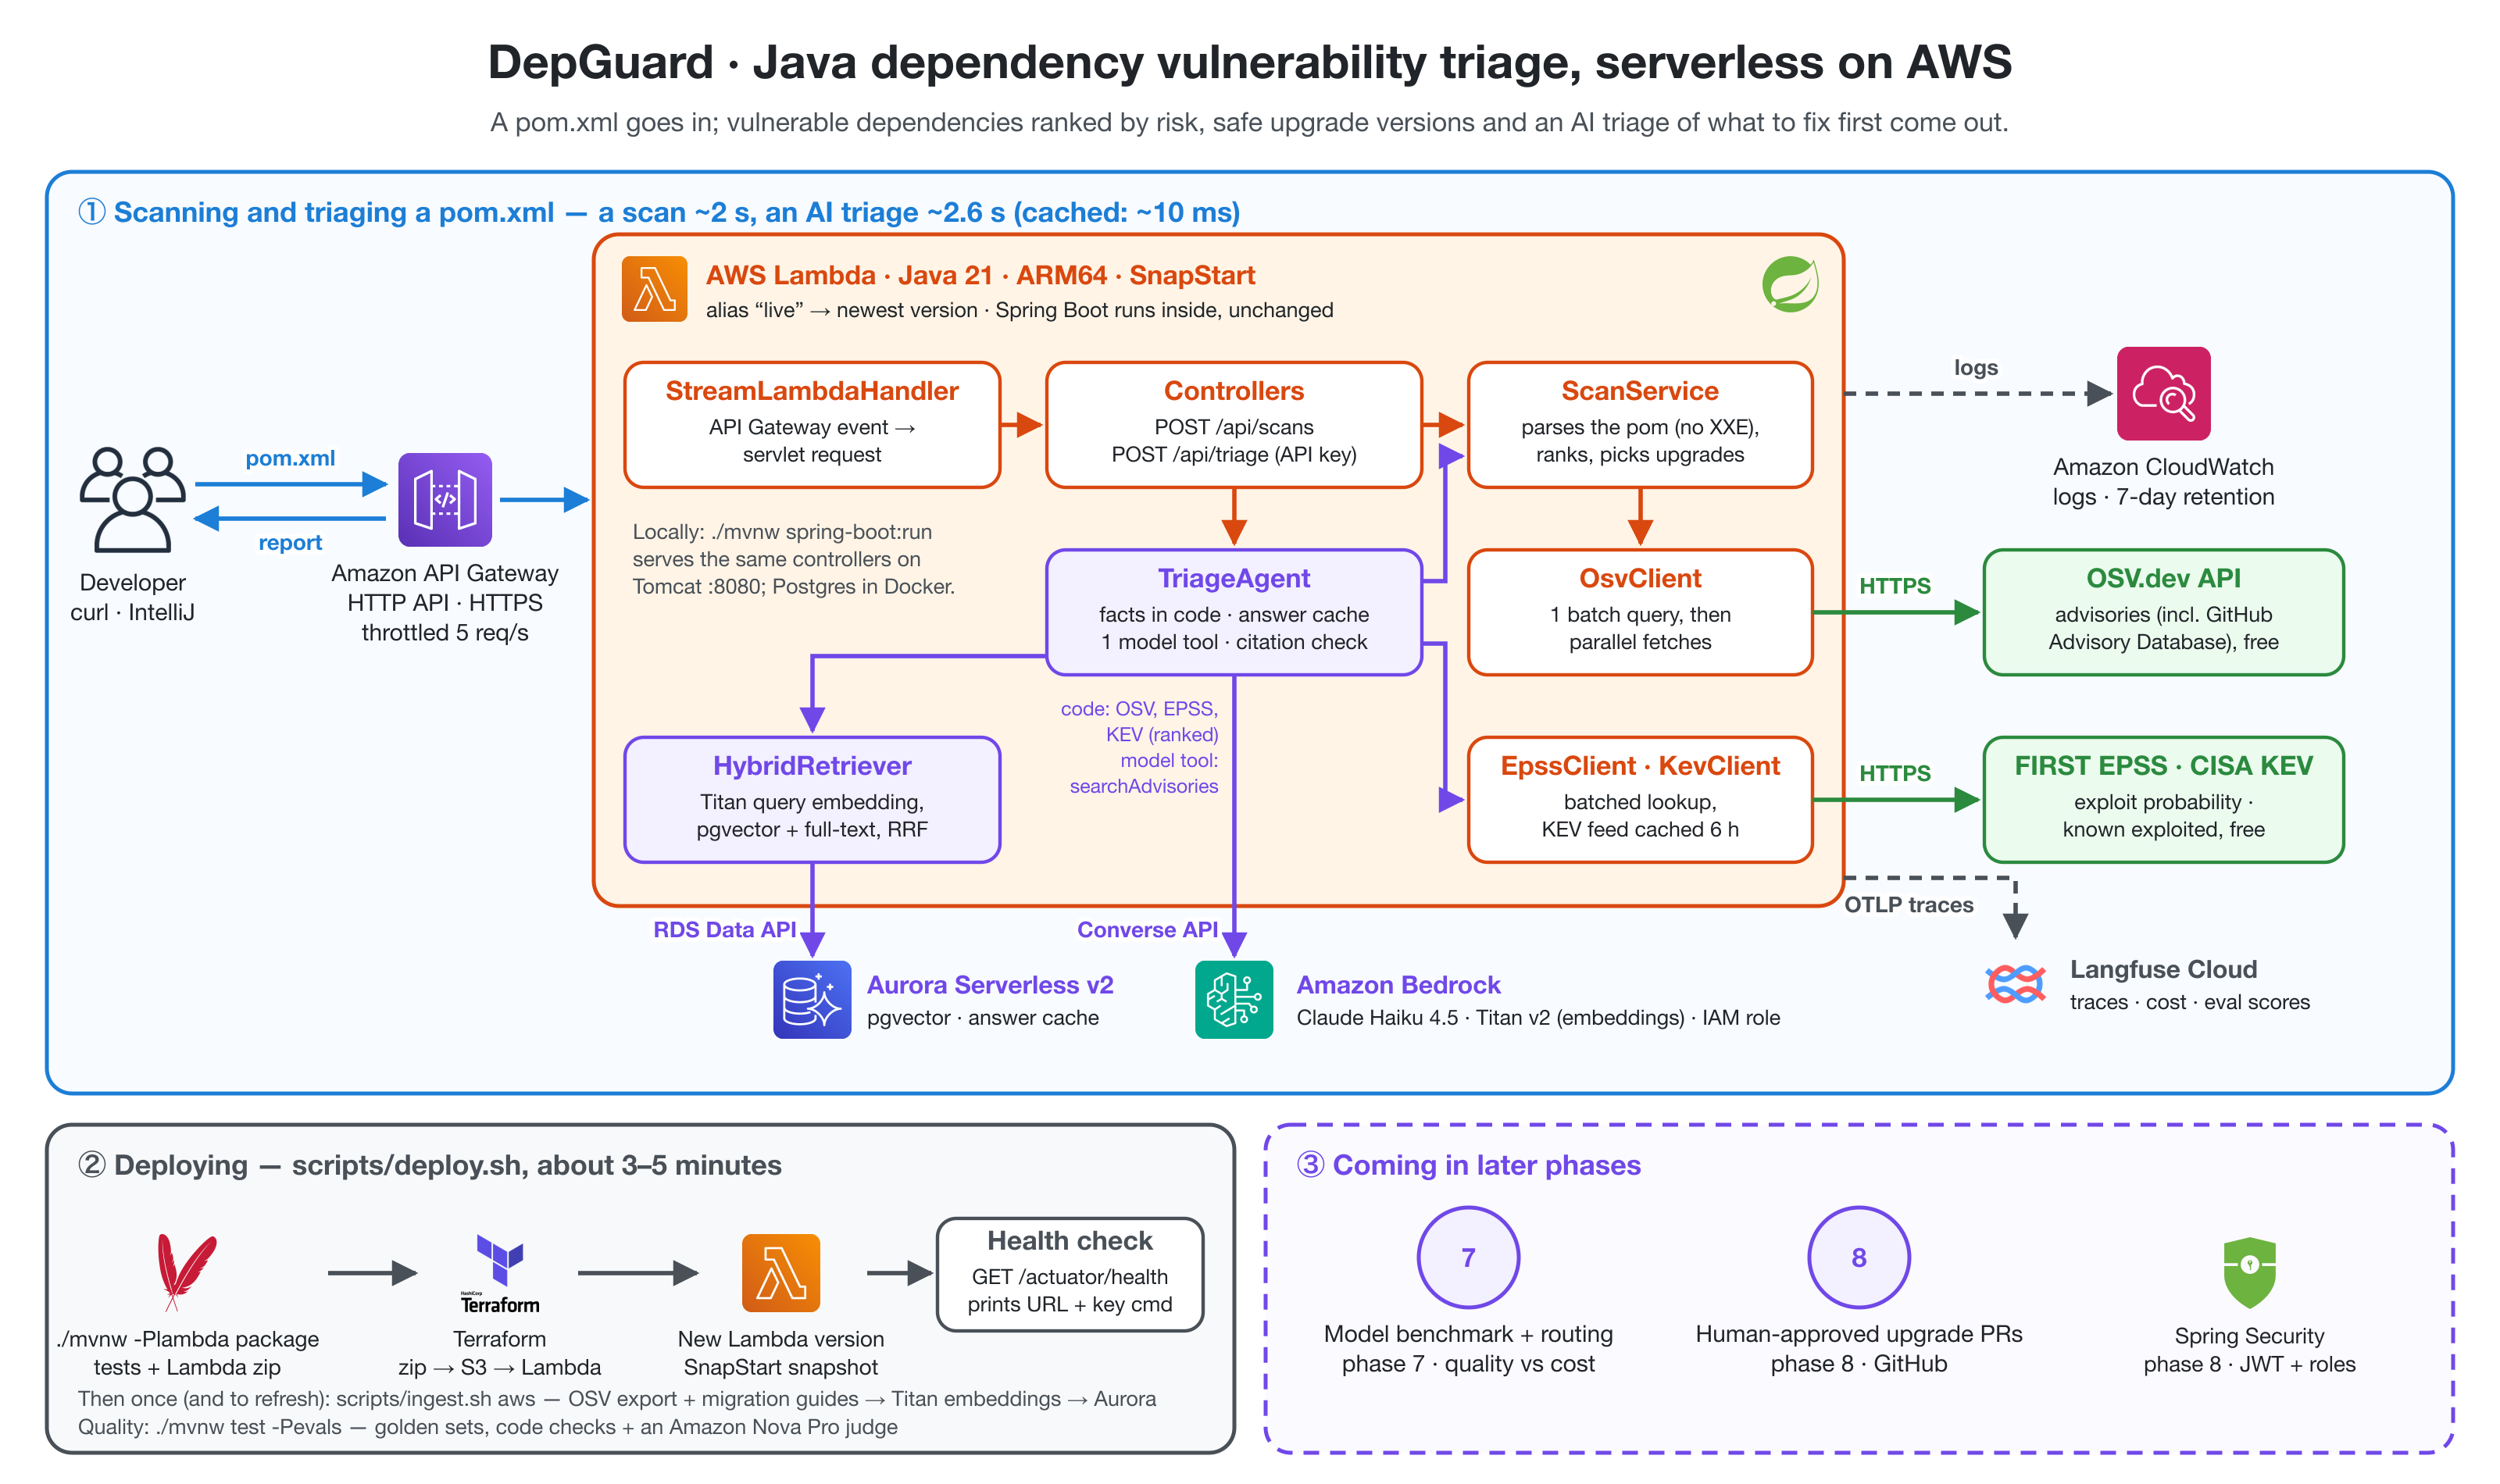 DepGuard · Java dependency vulnerability triage, serverless on AWS
A pom.xml goes in; vulnerable dependencies ranked by risk, safe upgrade versions and an AI triage of what to fix first come out.
① Scanning and triaging a pom.xml — a scan ~2 s, an AI triage ~2.6 s (cached: ~10 ms)
AWS Lambda · Java 21 · ARM64 · SnapStart
alias “live” → newest version · Spring Boot runs inside, unchanged
StreamLambdaHandler
API Gateway event →
servlet request
Controllers
POST /api/scans
POST /api/triage (API key)
ScanService
parses the pom (no XXE),
ranks, picks upgrades
logs
Amazon CloudWatch
logs · 7-day retention
pom.xml
report
Developer
curl · IntelliJ
Amazon API Gateway
HTTP API · HTTPS
throttled 5 req/s
Locally: ./mvnw spring-boot:run
serves the same controllers on
Tomcat :8080; Postgres in Docker.
TriageAgent
facts in code · answer cache
1 model tool · citation check
OsvClient
1 batch query, then
parallel fetches
HTTPS
OSV.dev API
advisories (incl. GitHub
Advisory Database), free
code: OSV, EPSS,
KEV (ranked)
model tool:
searchAdvisories
HybridRetriever
Titan query embedding,
pgvector + full-text, RRF
EpssClient · KevClient
batched lookup,
KEV feed cached 6 h
HTTPS
FIRST EPSS · CISA KEV
exploit probability ·
known exploited, free
RDS Data API
Converse API
OTLP traces
Aurora Serverless v2
pgvector · answer cache
Amazon Bedrock
Claude Haiku 4.5 · Titan v2 (embeddings) · IAM role
Langfuse Cloud
traces · cost · eval scores
② Deploying — scripts/deploy.sh, about 3–5 minutes
./mvnw -Plambda package
tests + Lambda zip
HashiCorp
Terraform
Terraform
zip → S3 → Lambda
New Lambda version
SnapStart snapshot
Health check
GET /actuator/health
prints URL + key cmd
Then once (and to refresh): scripts/ingest.sh aws — OSV export + migration guides → Titan embeddings → Aurora
Quality: ./mvnw test -Pevals — golden sets, code checks + an Amazon Nova Pro judge
③ Coming in later phases
7
Model benchmark + routing
phase 7 · quality vs cost
8
Human-approved upgrade PRs
phase 8 · GitHub
Spring Security
phase 8 · JWT + roles